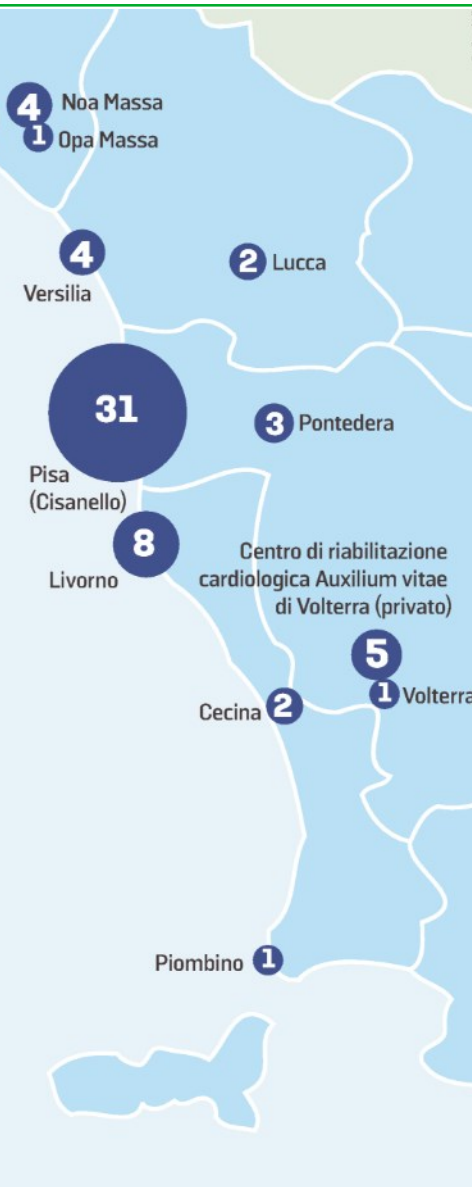 4 Noa Massa
1 Opa Massa
4
Versilia
2 Lucca
31
Pisa
(Cisanello)
3 Pontedera
8
Livorno
Centro di riabilitazione
cardiologica Auxilium vitae
di Volterra (privato)
5
1 Volterra
Cecina 2
Piombino 1